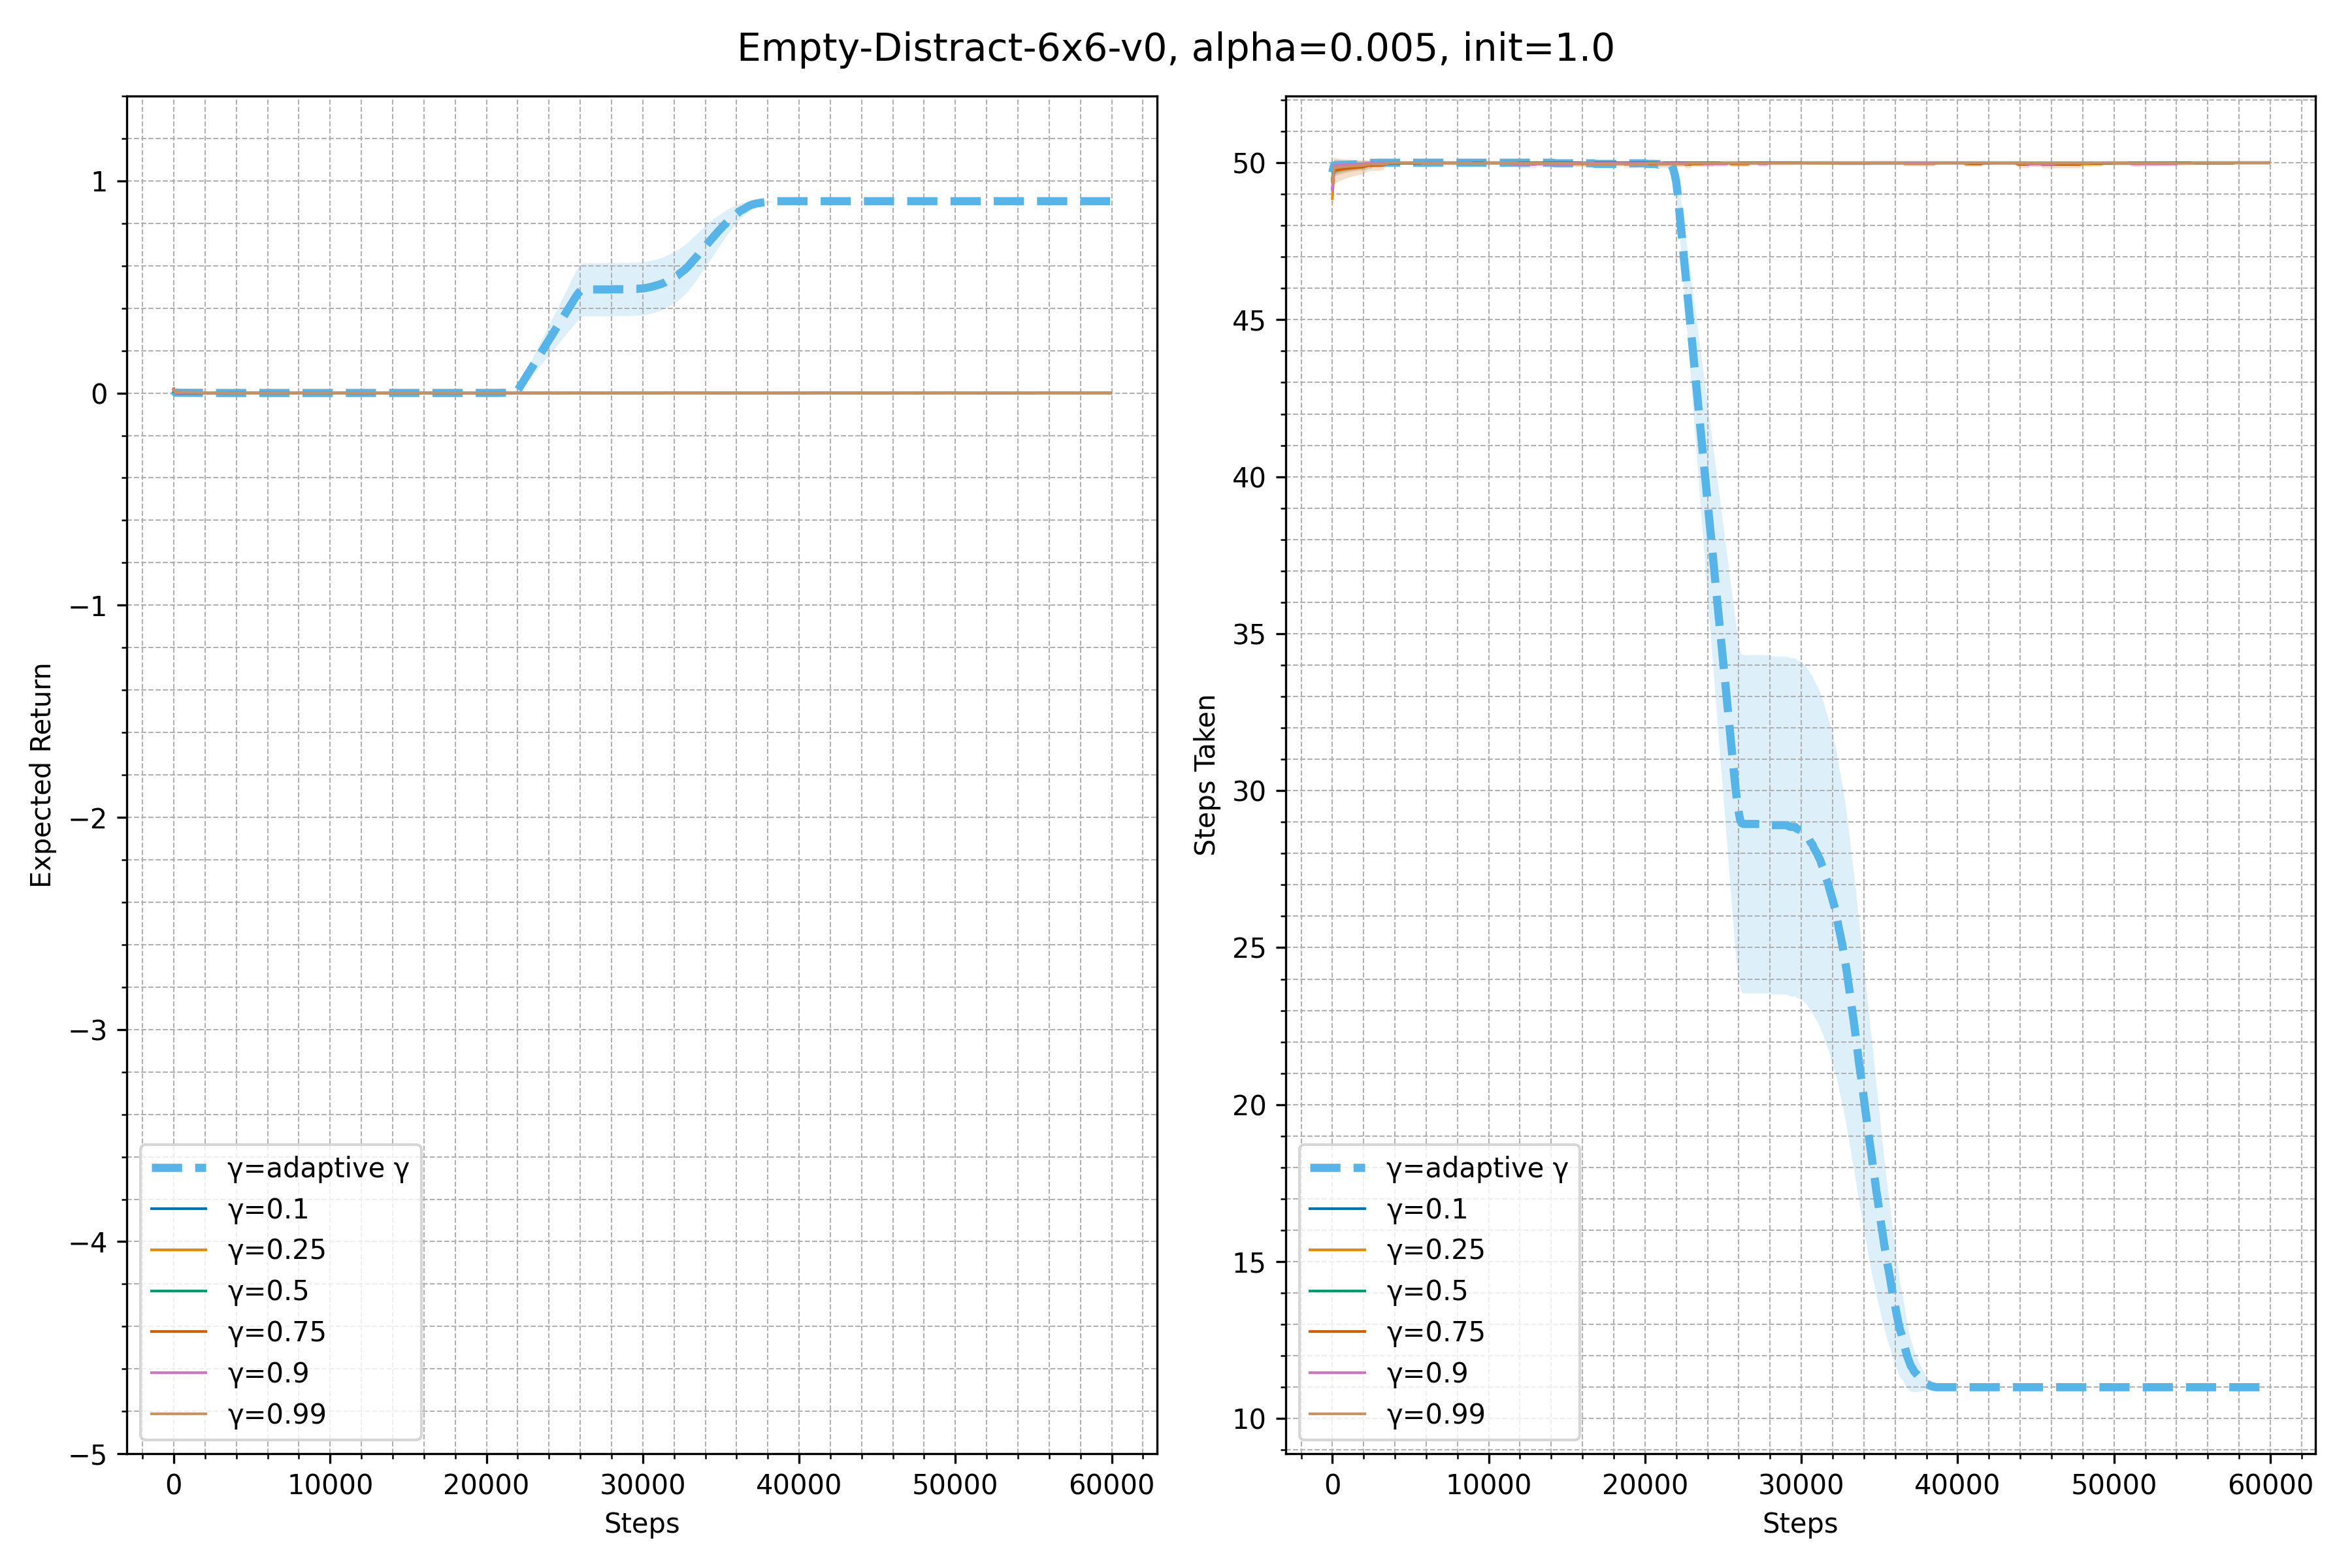 Empty-Distract-6x6-v0, alpha=0.005, init=1.0
Expected Return
1
0
−1
−2
−3
−4
−5
γ=adaptive γ
γ=0.1
γ=0.25
γ=0.5
γ=0.75
γ=0.9
γ=0.99
0 10000 20000 30000 40000 50000 60000
Steps
Steps Taken
50
45
40
35
30
25
20
15
10
γ=adaptive γ
γ=0.1
γ=0.25
γ=0.5
γ=0.75
γ=0.9
γ=0.99
0 10000 20000 30000 40000 50000 60000
Steps